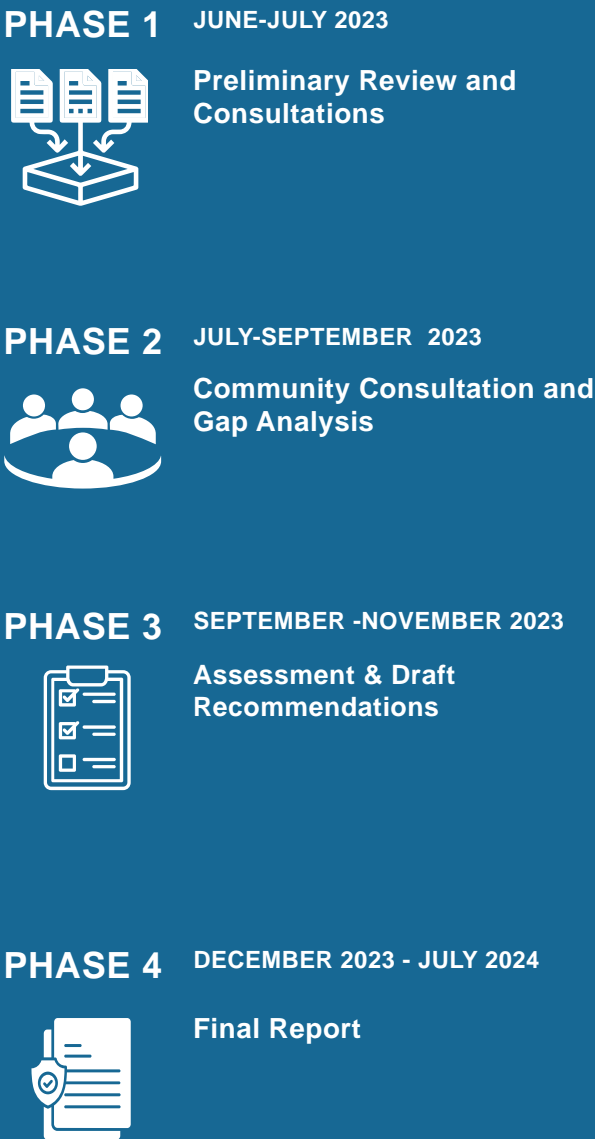 PHASE 1
JUNE-JULY 2023
Preliminary Review and
Consultations
PHASE 2
JULY-SEPTEMBER 2023
Community Consultation and
Gap Analysis
PHASE 3
SEPTEMBER -NOVEMBER 2023
Assessment & Draft
Recommendations
PHASE 4
DECEMBER 2023 - JULY 2024
Final Report